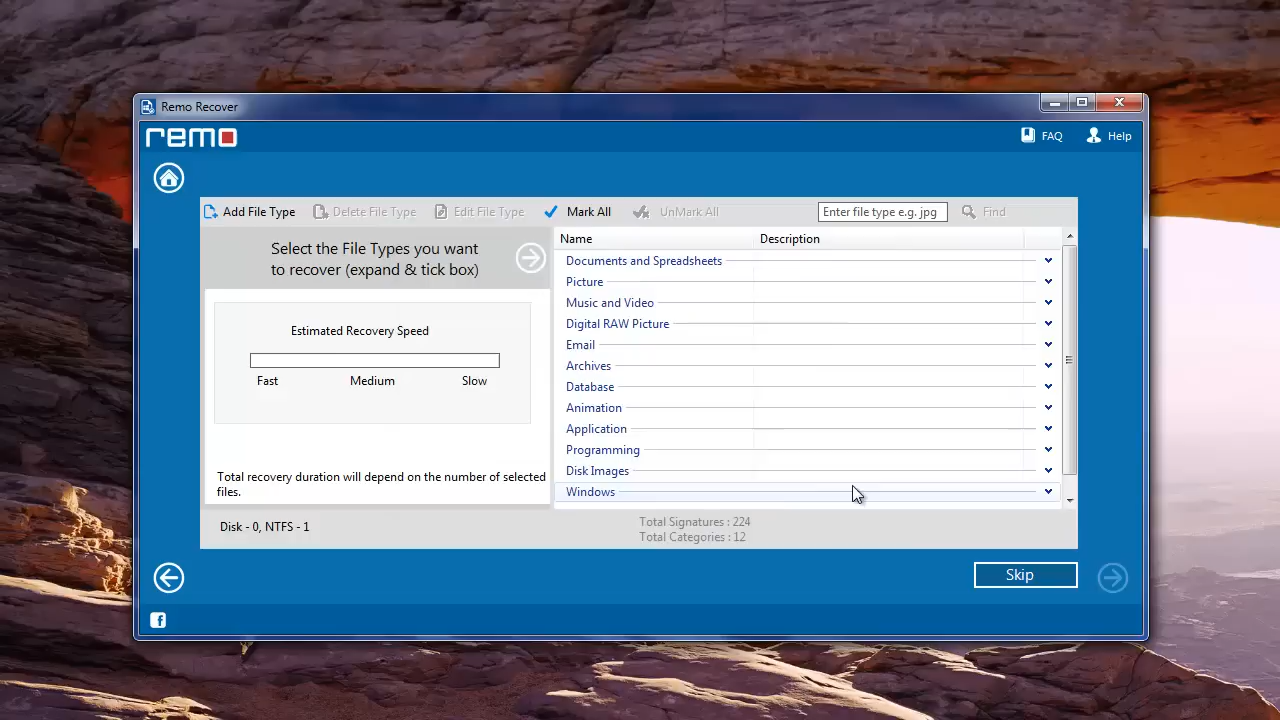 Remo Recover
remo
FAQ
Help
Add File Type
Delete File Type
Edit File Type
Mark All
UnMark All
Enter file type e.g. jpg
Find
Select the File Types you want
to recover (expand & tick box)
Estimated Recovery Speed
Fast
Medium
Slow
Total recovery duration will depend on the number of selected
files.
Name
Description
Documents and Spreadsheets
Picture
Music and Video
Digital RAW Picture
Email
Archives
Database
Animation
Application
Programming
Disk Images
Windows
Disk - 0, NTFS - 1
Total Signatures : 224
Total Categories : 12
Skip
f